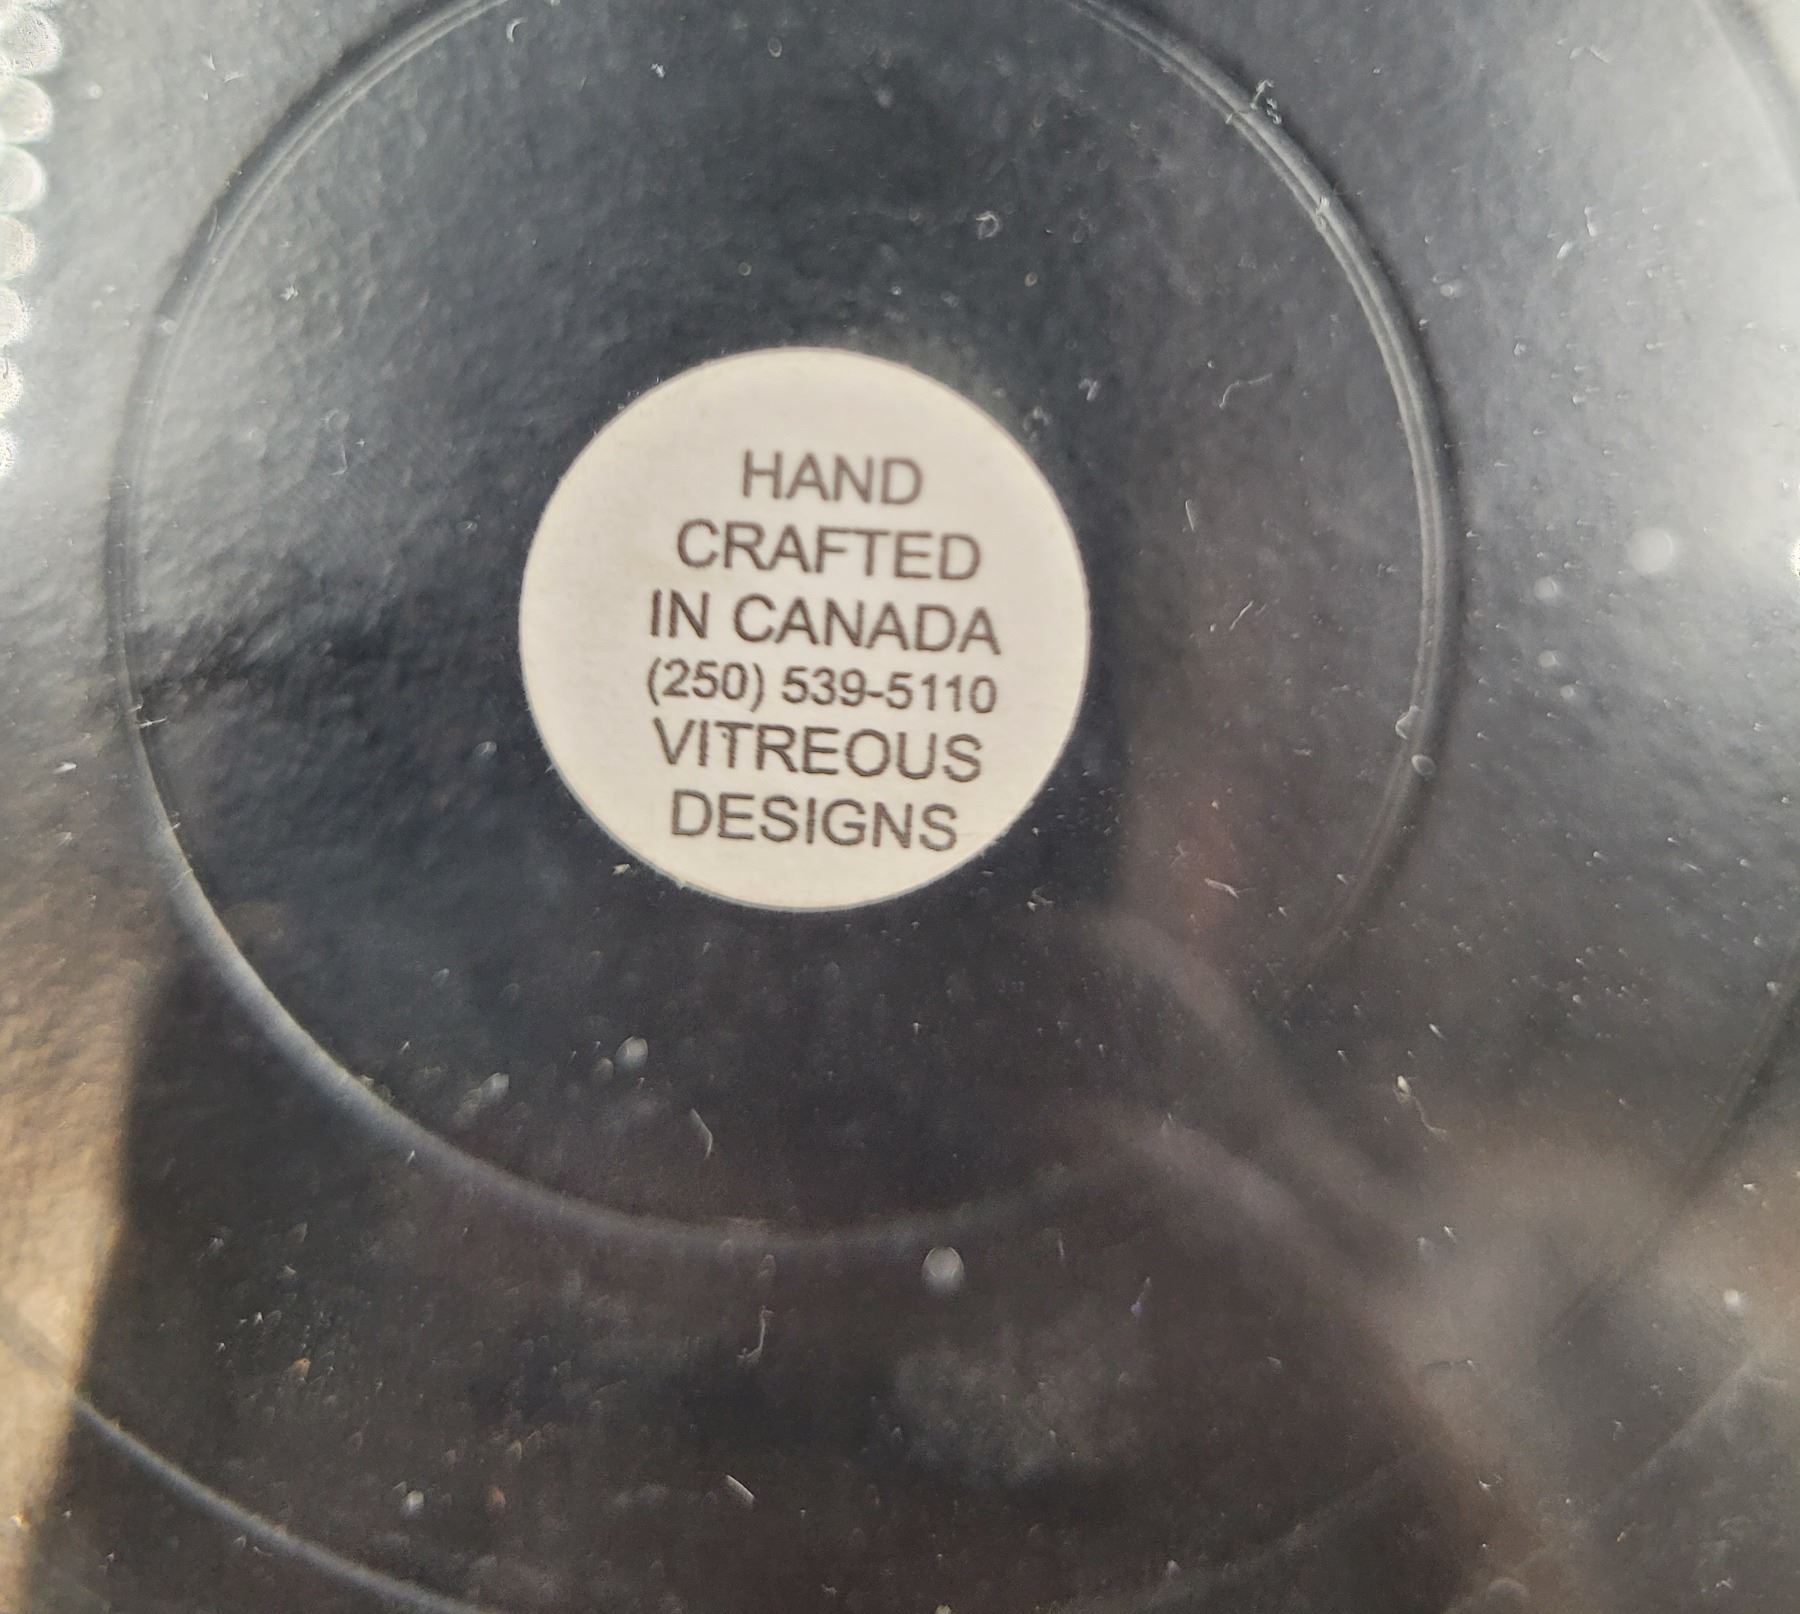 HAND
CRAFTED
IN CANADA
(250) 539-5110
VITREOUS
DESIGNS